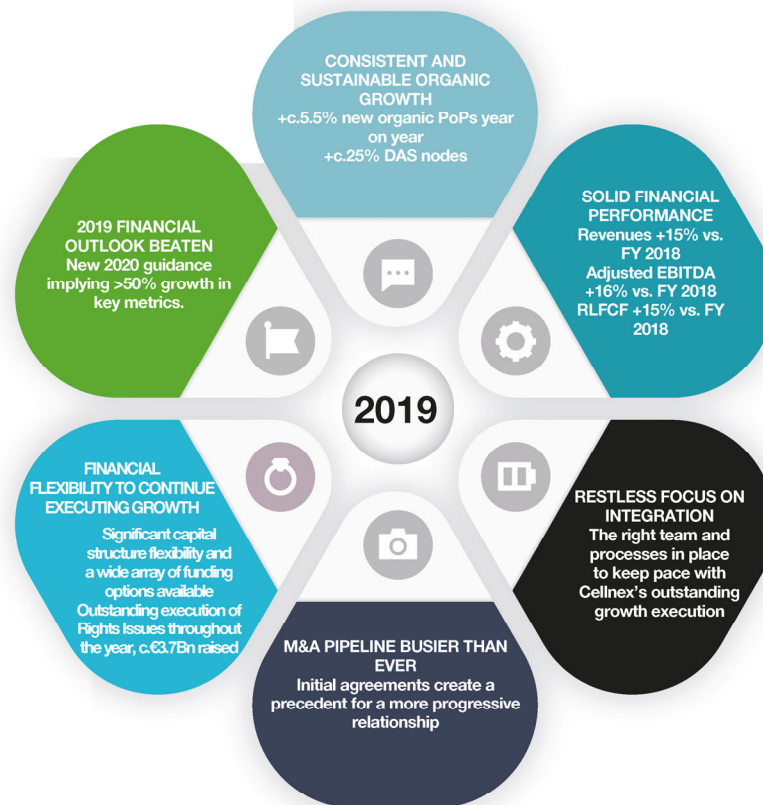 CONSISTENT AND
SUSTAINABLE ORGANIC
GROWTH
+c.5.5% new organic PoPs year
on year
+c.25% DAS nodes
SOLID FINANCIAL
PERFORMANCE
Revenues +15% vs.
FY 2018
Adjusted EBITDA
+16% vs. FY 2018
RLFCF +15% vs. FY
2018
2019 FINANCIAL
OUTLOOK BEATEN
New 2020 guidance
implying >50% growth in
key metrics.
2019
FINANCIAL
FLEXIBILITY TO CONTINUE
EXECUTING GROWTH
Significant capital
structure flexibility and
a wide array of funding
options available
Outstanding execution of
Rights Issues throughout
the year, c.€3.7Bn raised
RESTLESS FOCUS ON
INTEGRATION
The right team and
processes in place
to keep pace with
Cellnex's outstanding
growth execution
M&A PIPELINE BUSIER THAN
EVER
Initial agreements create a
precedent for a more progressive
relationship